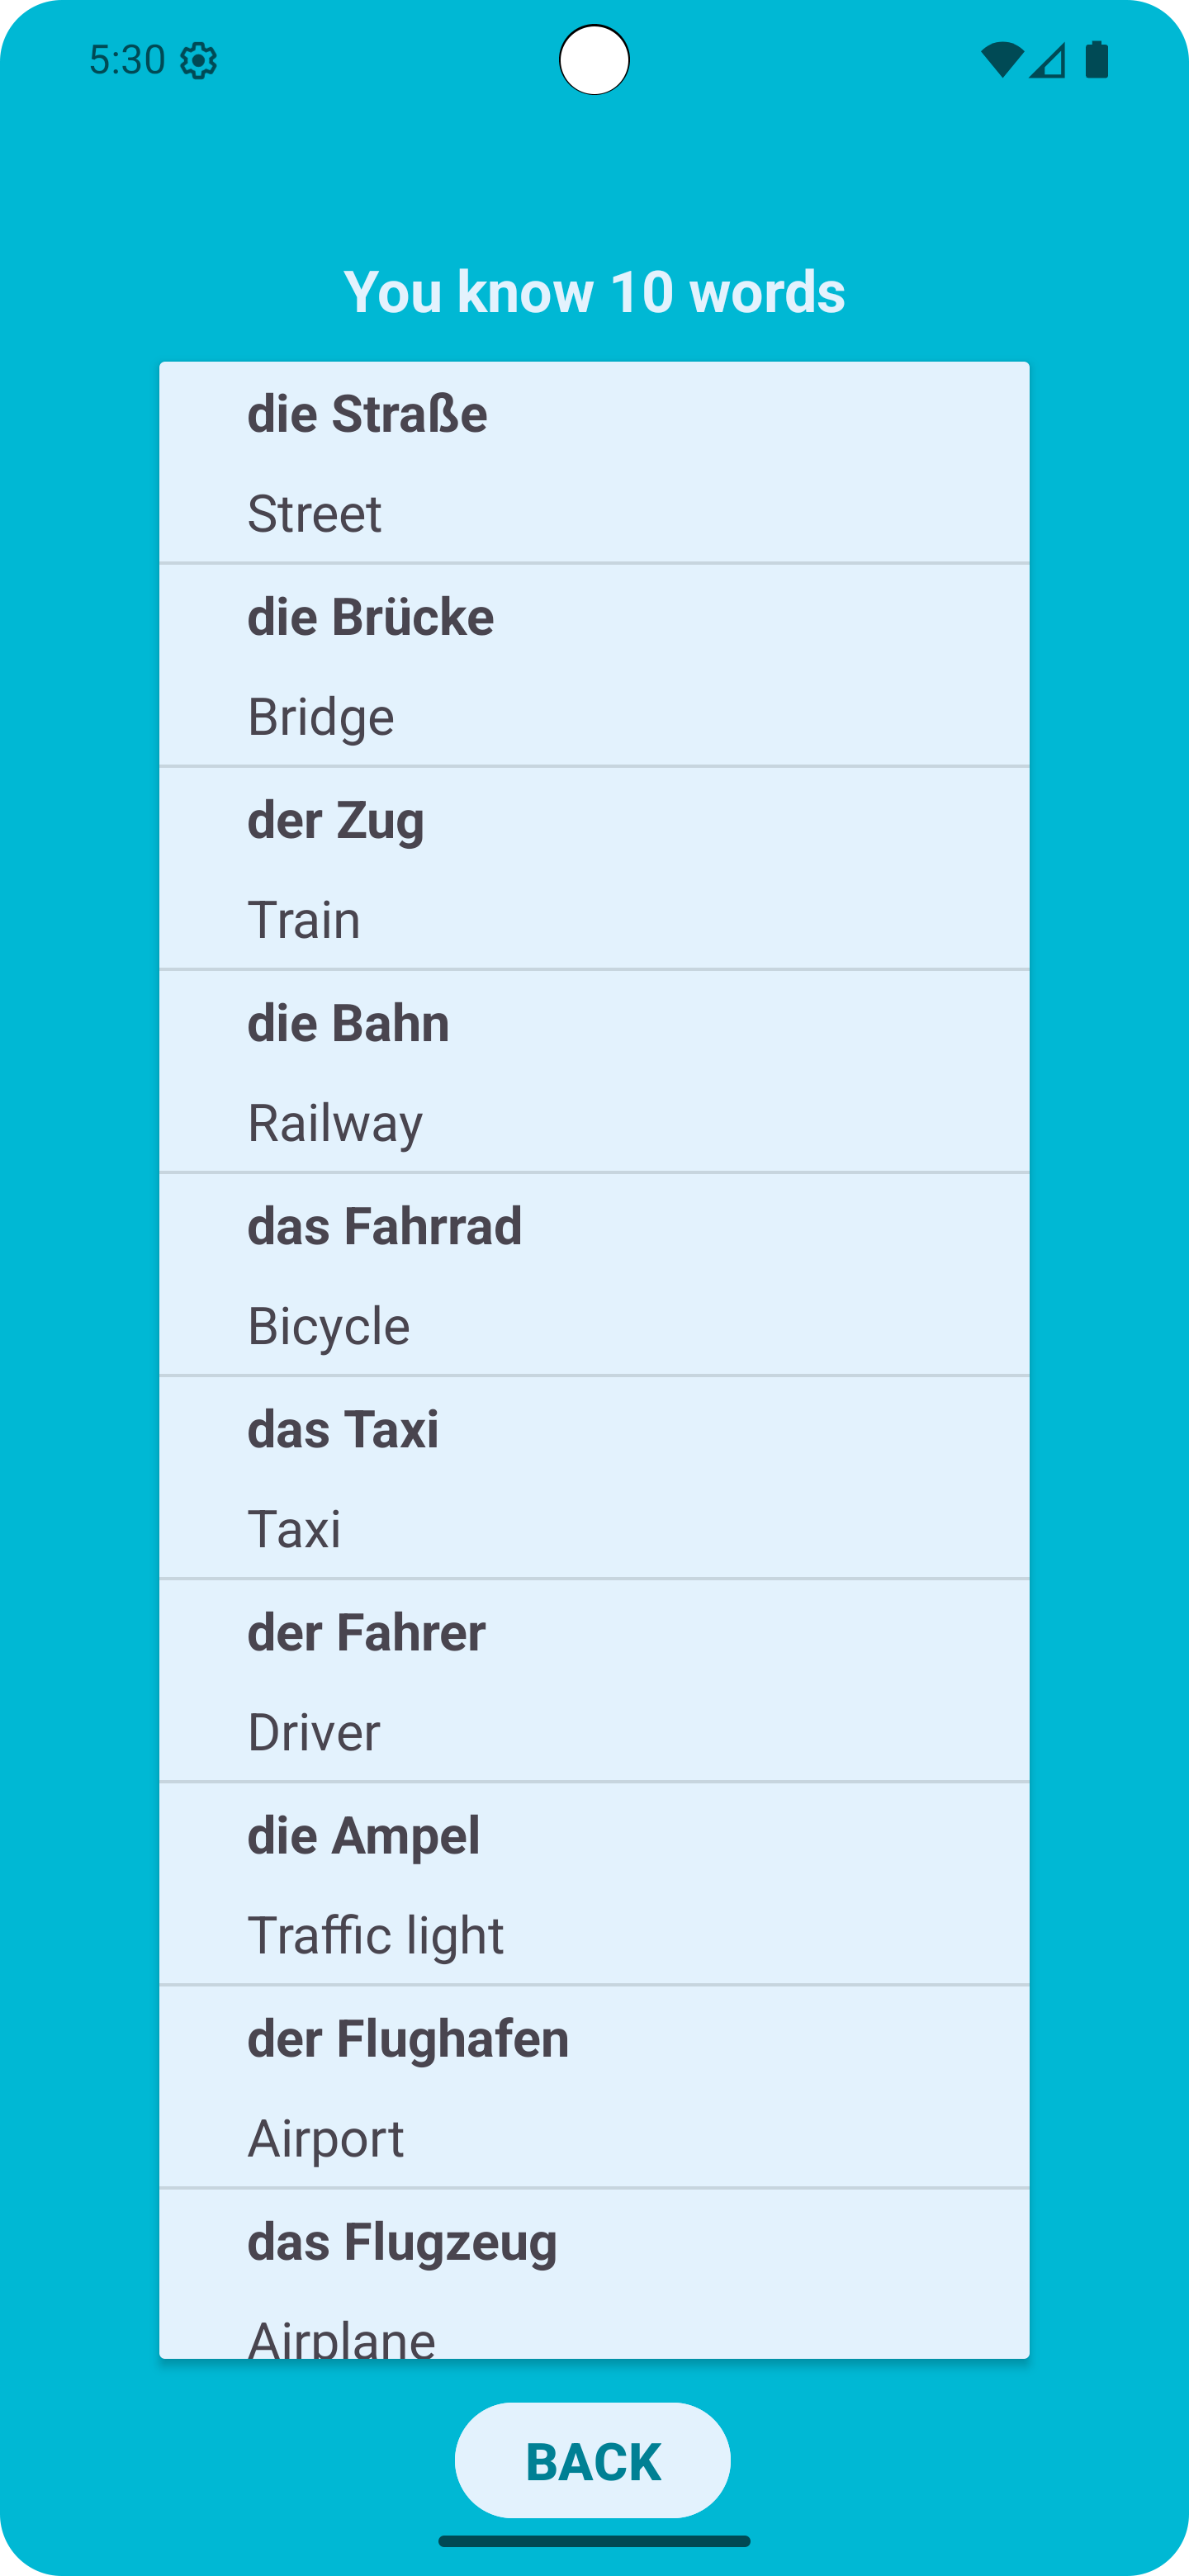 5:30
You know 10 words
die Straße
Street
die Brücke
Bridge
der Zug
Train
die Bahn
Railway
das Fahrrad
Bicycle
das Taxi
Taxi
der Fahrer
Driver
die Ampel
Traffic light
der Flughafen
Airport
das Flugzeug
Airplane
BACK